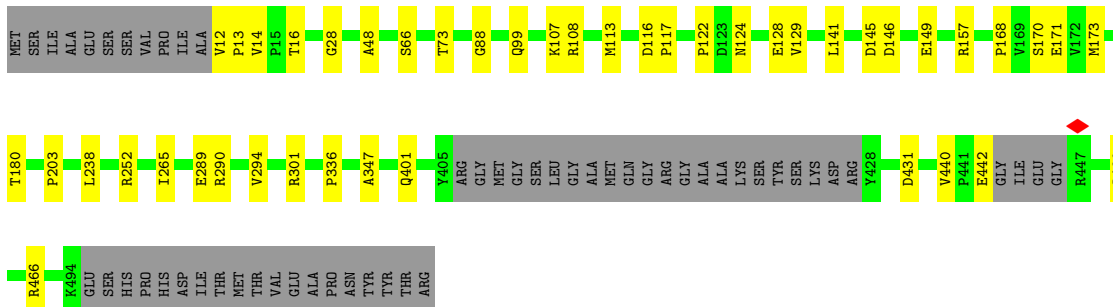 MET SER ILE ALA GLU SER SER VAL PRO ILE ALA V12 P13 V14 P15 T16 G28 A48 S66 T73 G88 Q99 K107 R108 M113 D116 P117 P122 D123 N124 E128 V129 L141 D145 D146 E149 R157 P168 V169 S170 E171 V172 M173
T180 P203 L238 R252 I265 E289 R290 V294 R301 P336 A347 Q401 Y405 ARG GLY MET GLY SER LEU GLY ALA MET GLN GLY ARG GLY ALA ALA LYS SER TYR SER LYS ASP ARG Y428 D431 V440 P441 E442 GLY ILE GLU GLY R447
R466 K494 GLU SER HIS PRO HIS ASP ILE THR MET THR VAL GLU ALA PRO ASN TYR TYR THR ARG